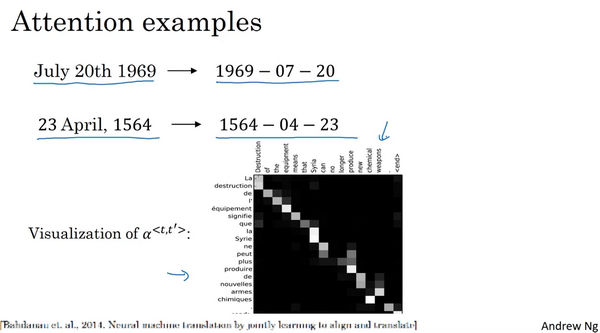 Attention examples
July 20th 1969 ⟶ 1969 − 07 − 20
23 April, 1564 ⟶ 1564 − 04 − 23
Destruction
of
the
equipment
means
that
Syria
can
no
longer
produce
new
chemical
weapons
.
<end>
La
destruction
de
l'
équipement
signifie
que
la
Syrie
ne
peut
plus
produire
de
nouvelles
armes
chimiques
.
Visualization of α<t,t′>:
[Bahdanau et. al., 2014. Neural machine translation by jointly learning to align and translate]
Andrew Ng